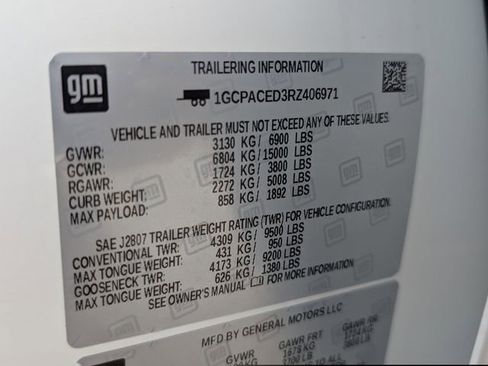 gm
TRAILERING INFORMATION
1GCPACED3RZ406971
VEHICLE AND TRAILER MUST NOT EXCEED ANY OF THESE VALUES.
GVWR: 3130 KG / 6900 LBS
GCWR: 6804 KG / 15000 LBS
RGAWR: 1724 KG / 3800 LBS
CURB WEIGHT: 2272 KG / 5008 LBS
MAX PAYLOAD: 858 KG / 1892 LBS
SAE J2807 TRAILER WEIGHT RATING (TWR) FOR VEHICLE CONFIGURATION.
CONVENTIONAL TWR: 4309 KG / 9500 LBS
MAX TONGUE WEIGHT: 431 KG / 950 LBS
GOOSENECK TWR: 4173 KG / 9200 LBS
MAX TONGUE WEIGHT: 626 KG / 1380 LBS
SEE OWNER'S MANUAL FOR MORE INFORMATION
MFD BY GENERAL MOTORS LLC
GVWR GAWR FRT GAWR RR